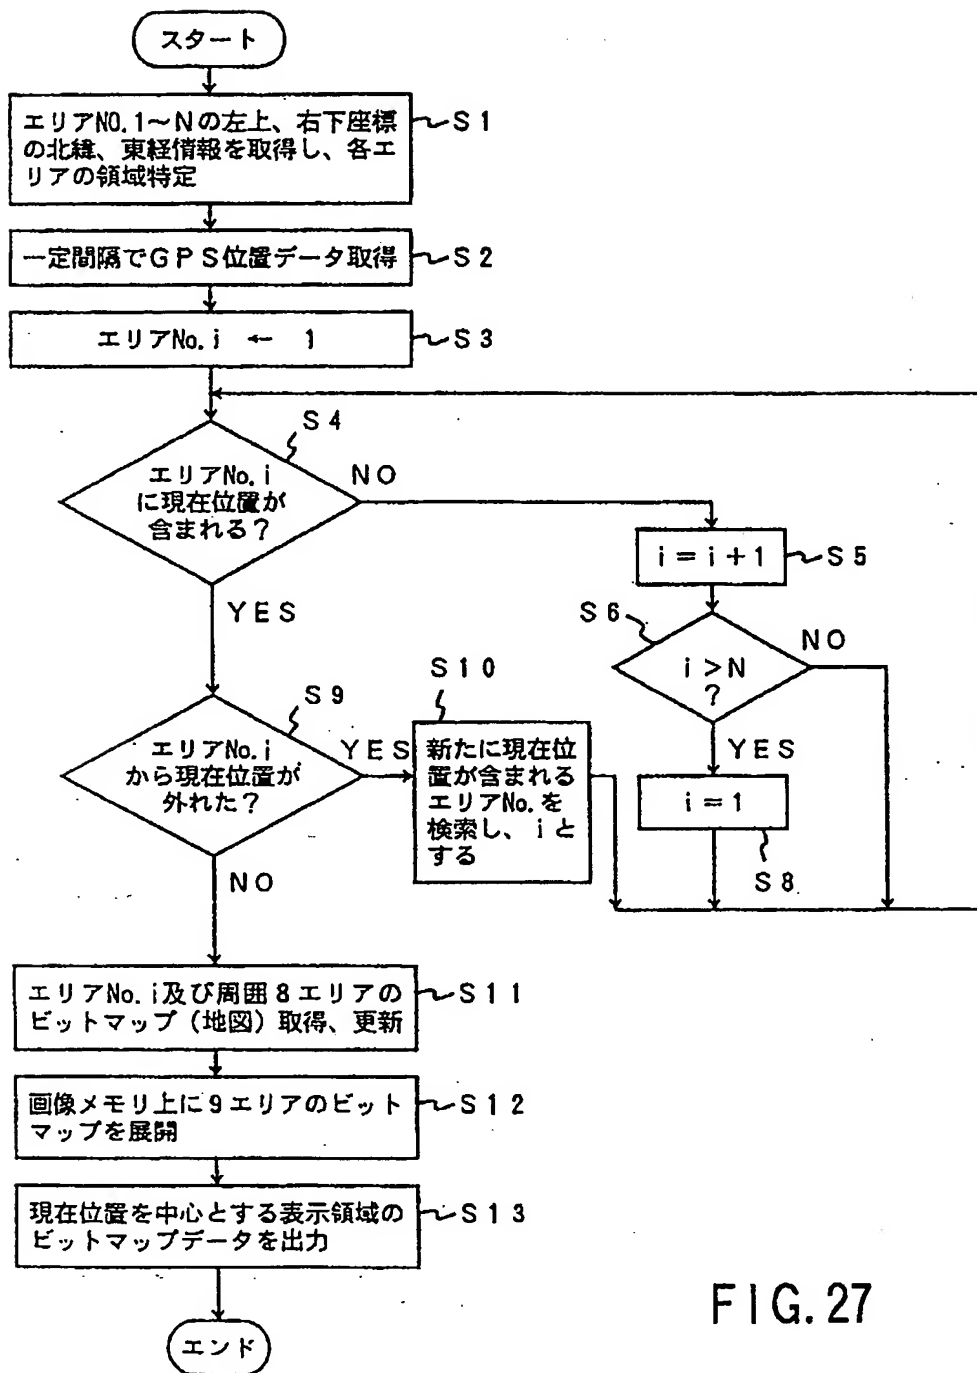 スタート
エリアNO.1〜Nの左上、右下座標
の北緯、東経情報を取得し、各エ
リアの領域特定
S1
一定間隔でGPS位置データ取得
S2
エリアNo.i ← 1
S3
S4
エリアNo.i
に現在位置が
含まれる?
NO
YES
i=i+1
S5
S6
i>N
?
NO
YES
i=1
S8
S9
エリアNo.i
から現在位置が
外れた?
YES
NO
S10
新たに現在位
置が含まれる
エリアNo.を
検索し、iと
する
エリアNo.i及び周囲8エリアの
ビットマップ(地図)取得、更新
S11
画像メモリ上に9エリアのビット
マップを展開
S12
現在位置を中心とする表示領域の
ビットマップデータを出力
S13
エンド
FIG.27